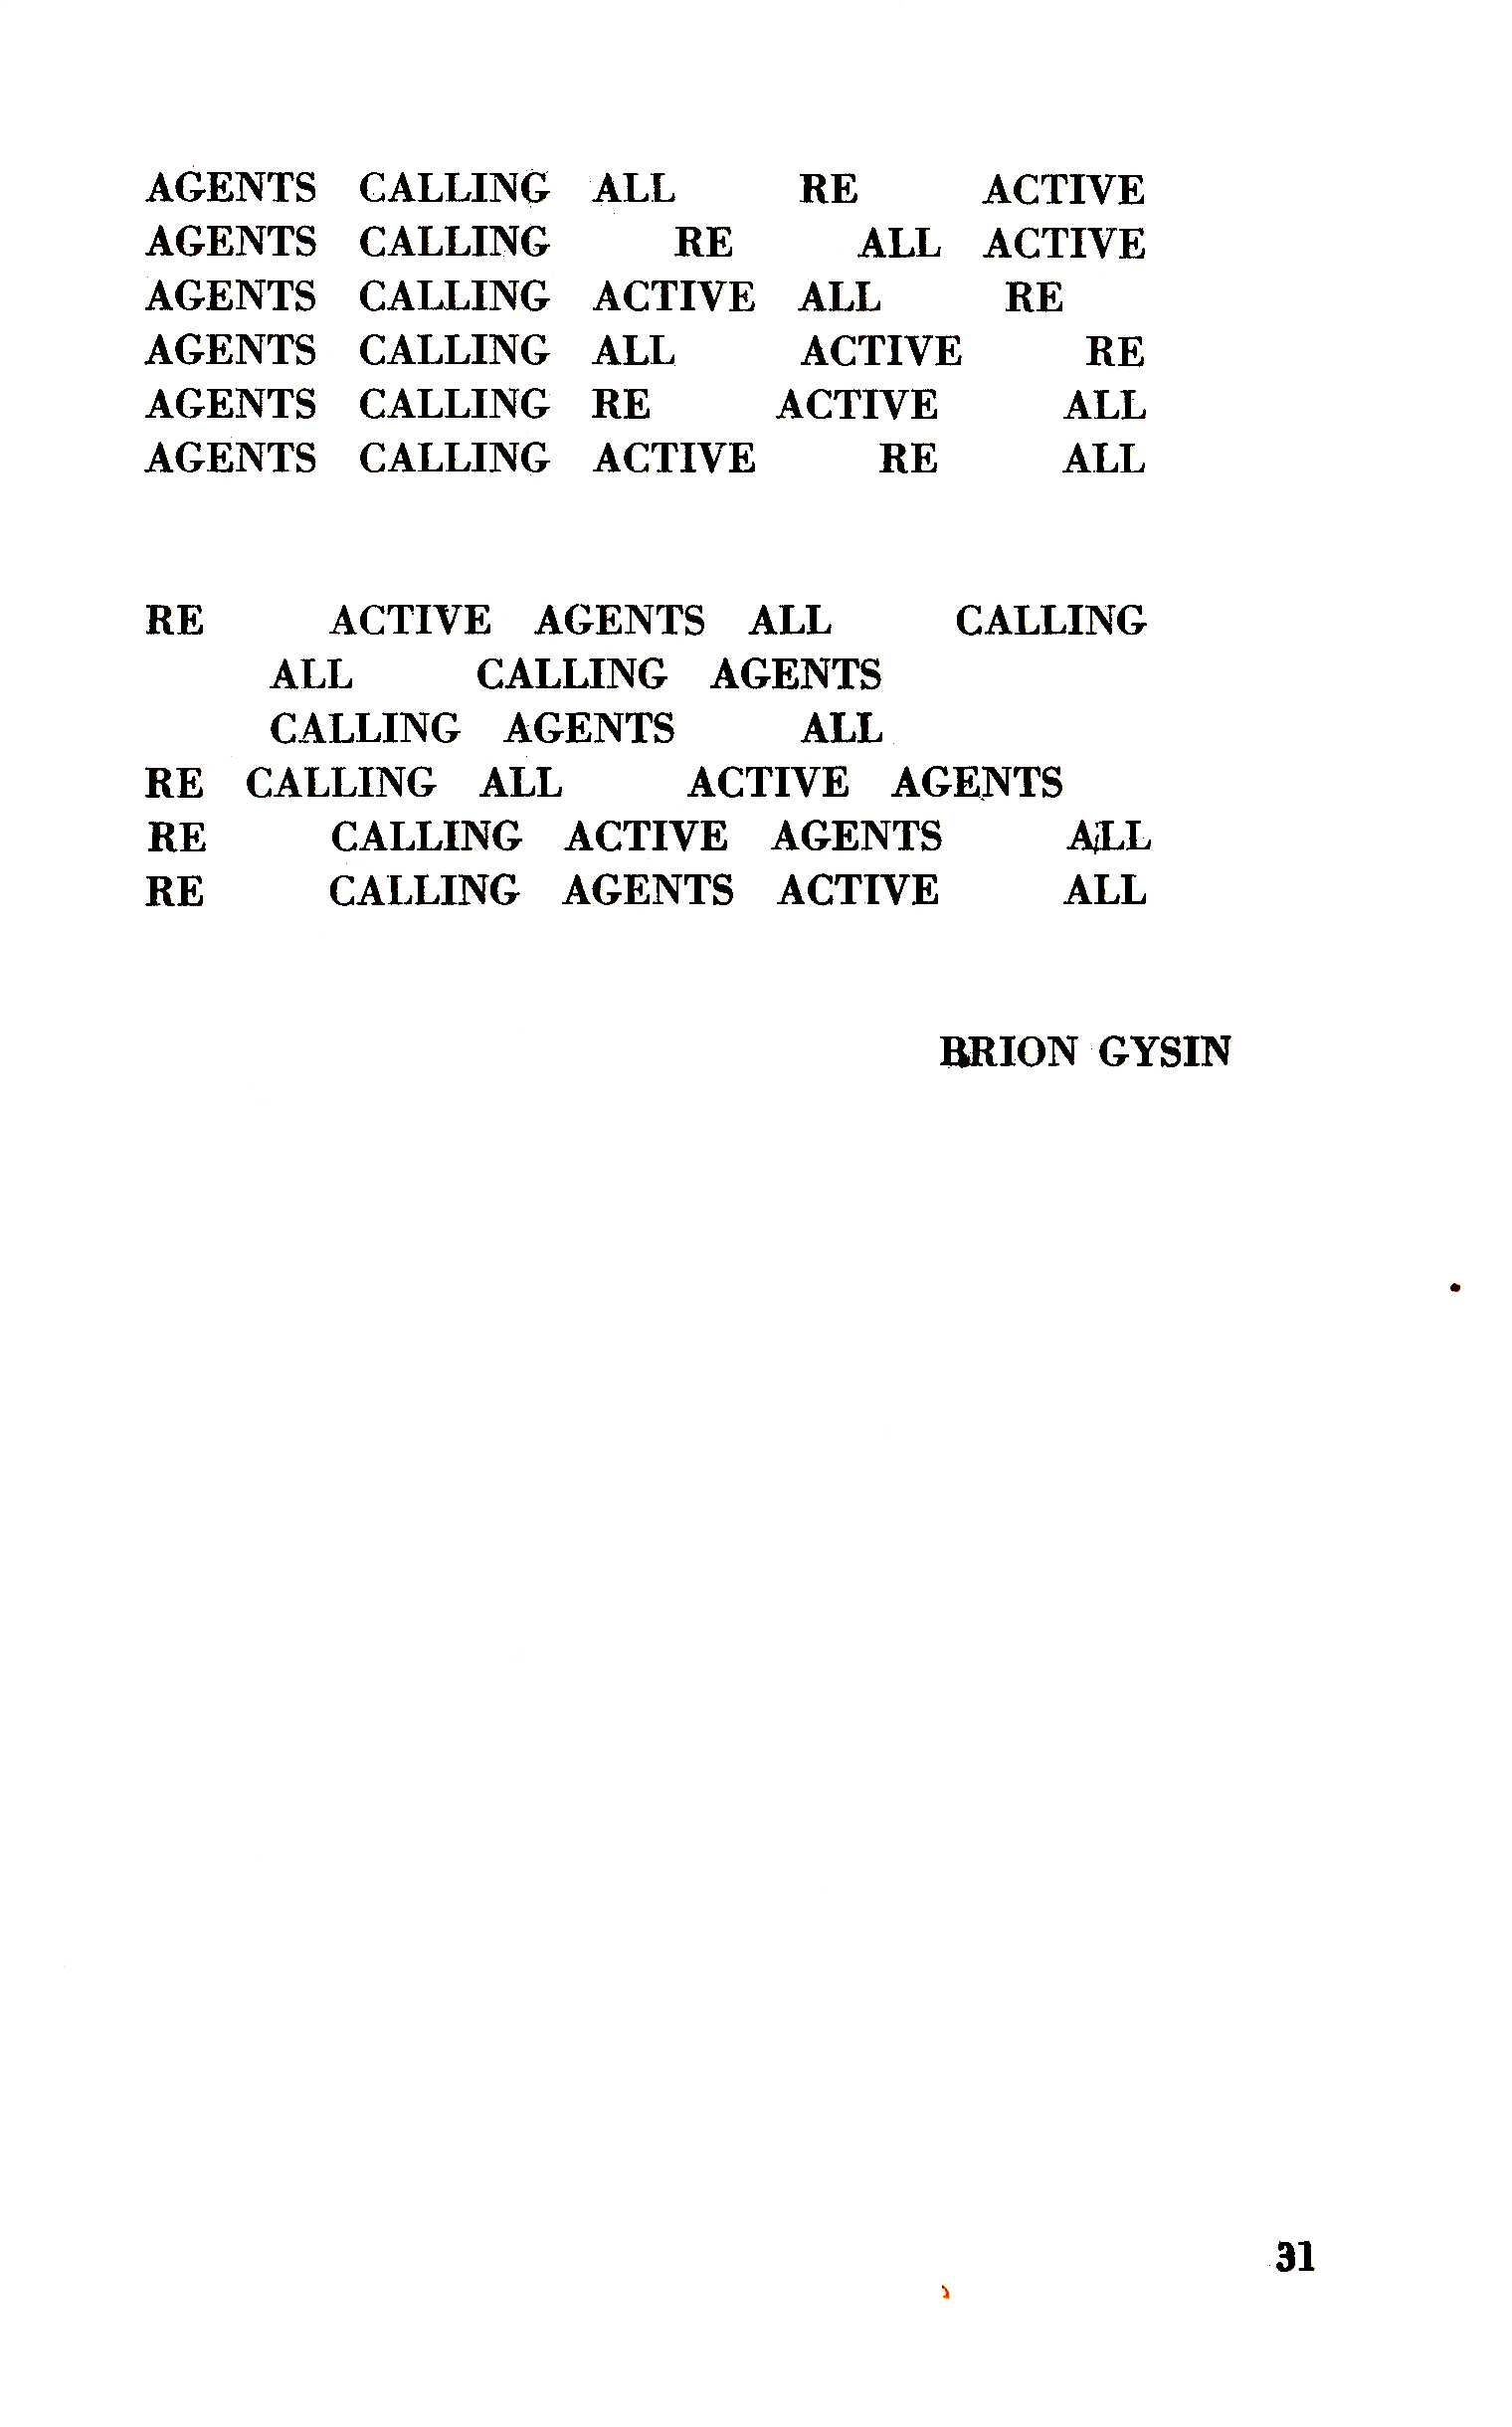 AGENTS CALLING ALL RE ACTIVE
AGENTS CALLING RE ALL ACTIVE
AGENTS CALLING ACTIVE ALL RE
AGENTS CALLING ALL ACTIVE RE
AGENTS CALLING RE ACTIVE ALL
AGENTS CALLING ACTIVE RE ALL
RE ACTIVE AGENTS ALL CALLING
ALL CALLING AGENTS
CALLING AGENTS ALL
RE CALLING ALL ACTIVE AGENTS
RE CALLING ACTIVE AGENTS ALL
RE CALLING AGENTS ACTIVE ALL
BRION GYSIN
31